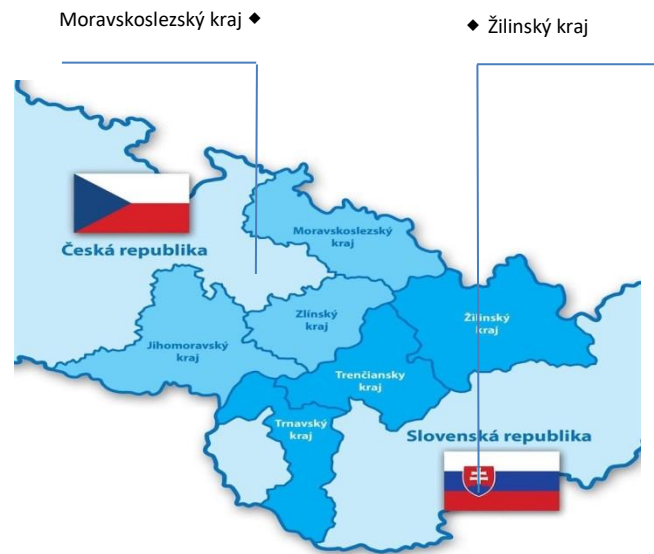 Moravskoslezský kraj ◆
◆ Žilinský kraj
Moravskoslezský
kraj
Česká republika
Zlínský
kraj
Žilinský
kraj
Jihomoravský
kraj
Trenčiansky
kraj
Trnavský
kraj
Slovenská republika